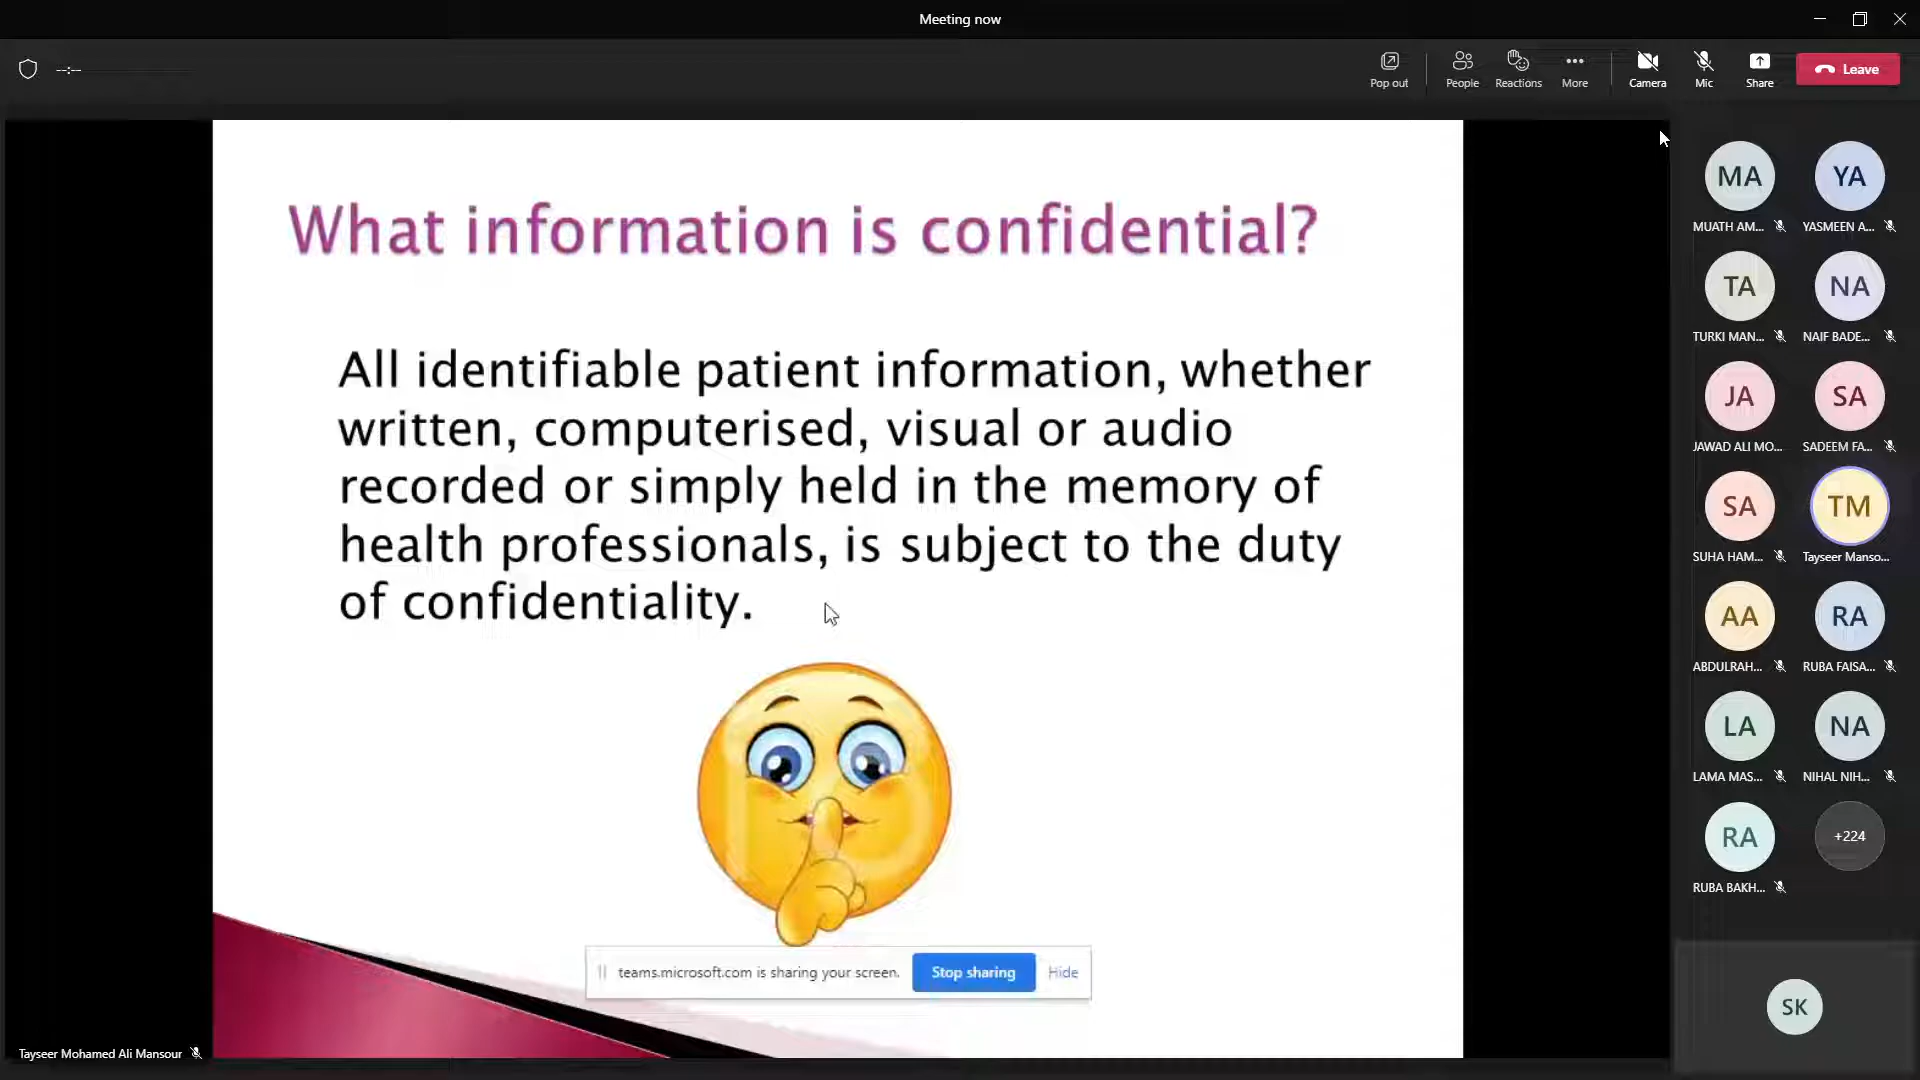 Meeting now
--:--
Pop out
People
Reactions
More
Camera
Mic
Share
Leave
What information is confidential?
All identifiable patient information, whether
written, computerised, visual or audio
recorded or simply held in the memory of
health professionals, is subject to the duty
of confidentiality.
teams.microsoft.com is sharing your screen.
Stop sharing
Hide
Tayseer Mohamed Ali Mansour
MA
YA
MUATH AM...
YASMEEN A...
TA
NA
TURKI MAN...
NAIF BADE...
JA
SA
JAWAD ALI MO...
SADEEM FA...
SA
TM
SUHA HAM...
Tayseer Manso...
AA
RA
ABDULRAH...
RUBA FAISA...
LA
NA
LAMA MAS...
NIHAL NIH...
RA
+224
RUBA BAKH...
SK